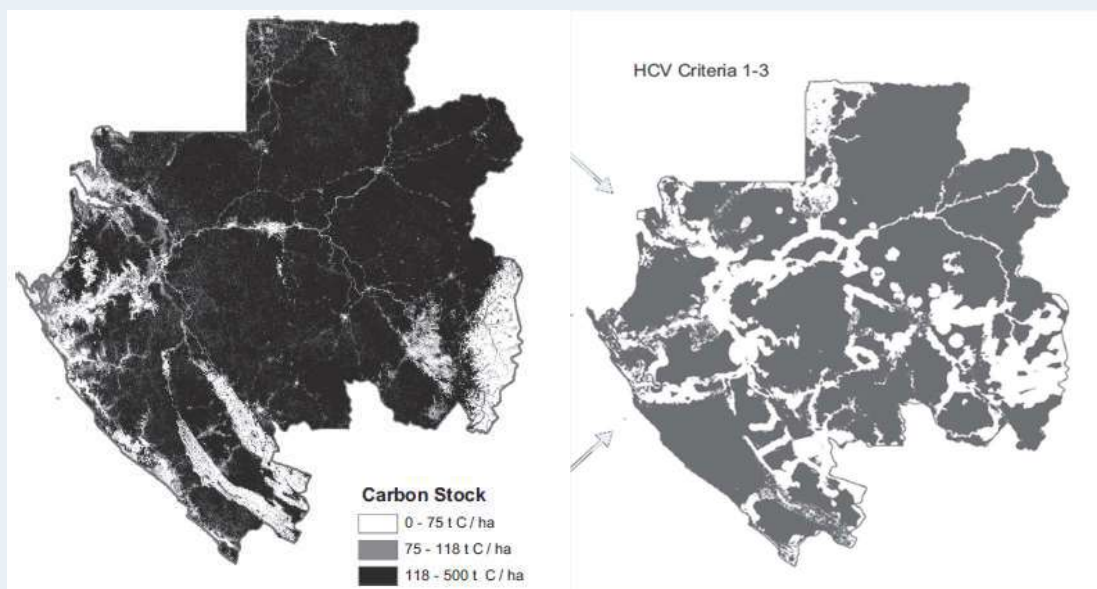 HCV Criteria 1-3
Carbon Stock
0 - 75 t C / ha
75 - 118 t C / ha
118 - 500 t C / ha